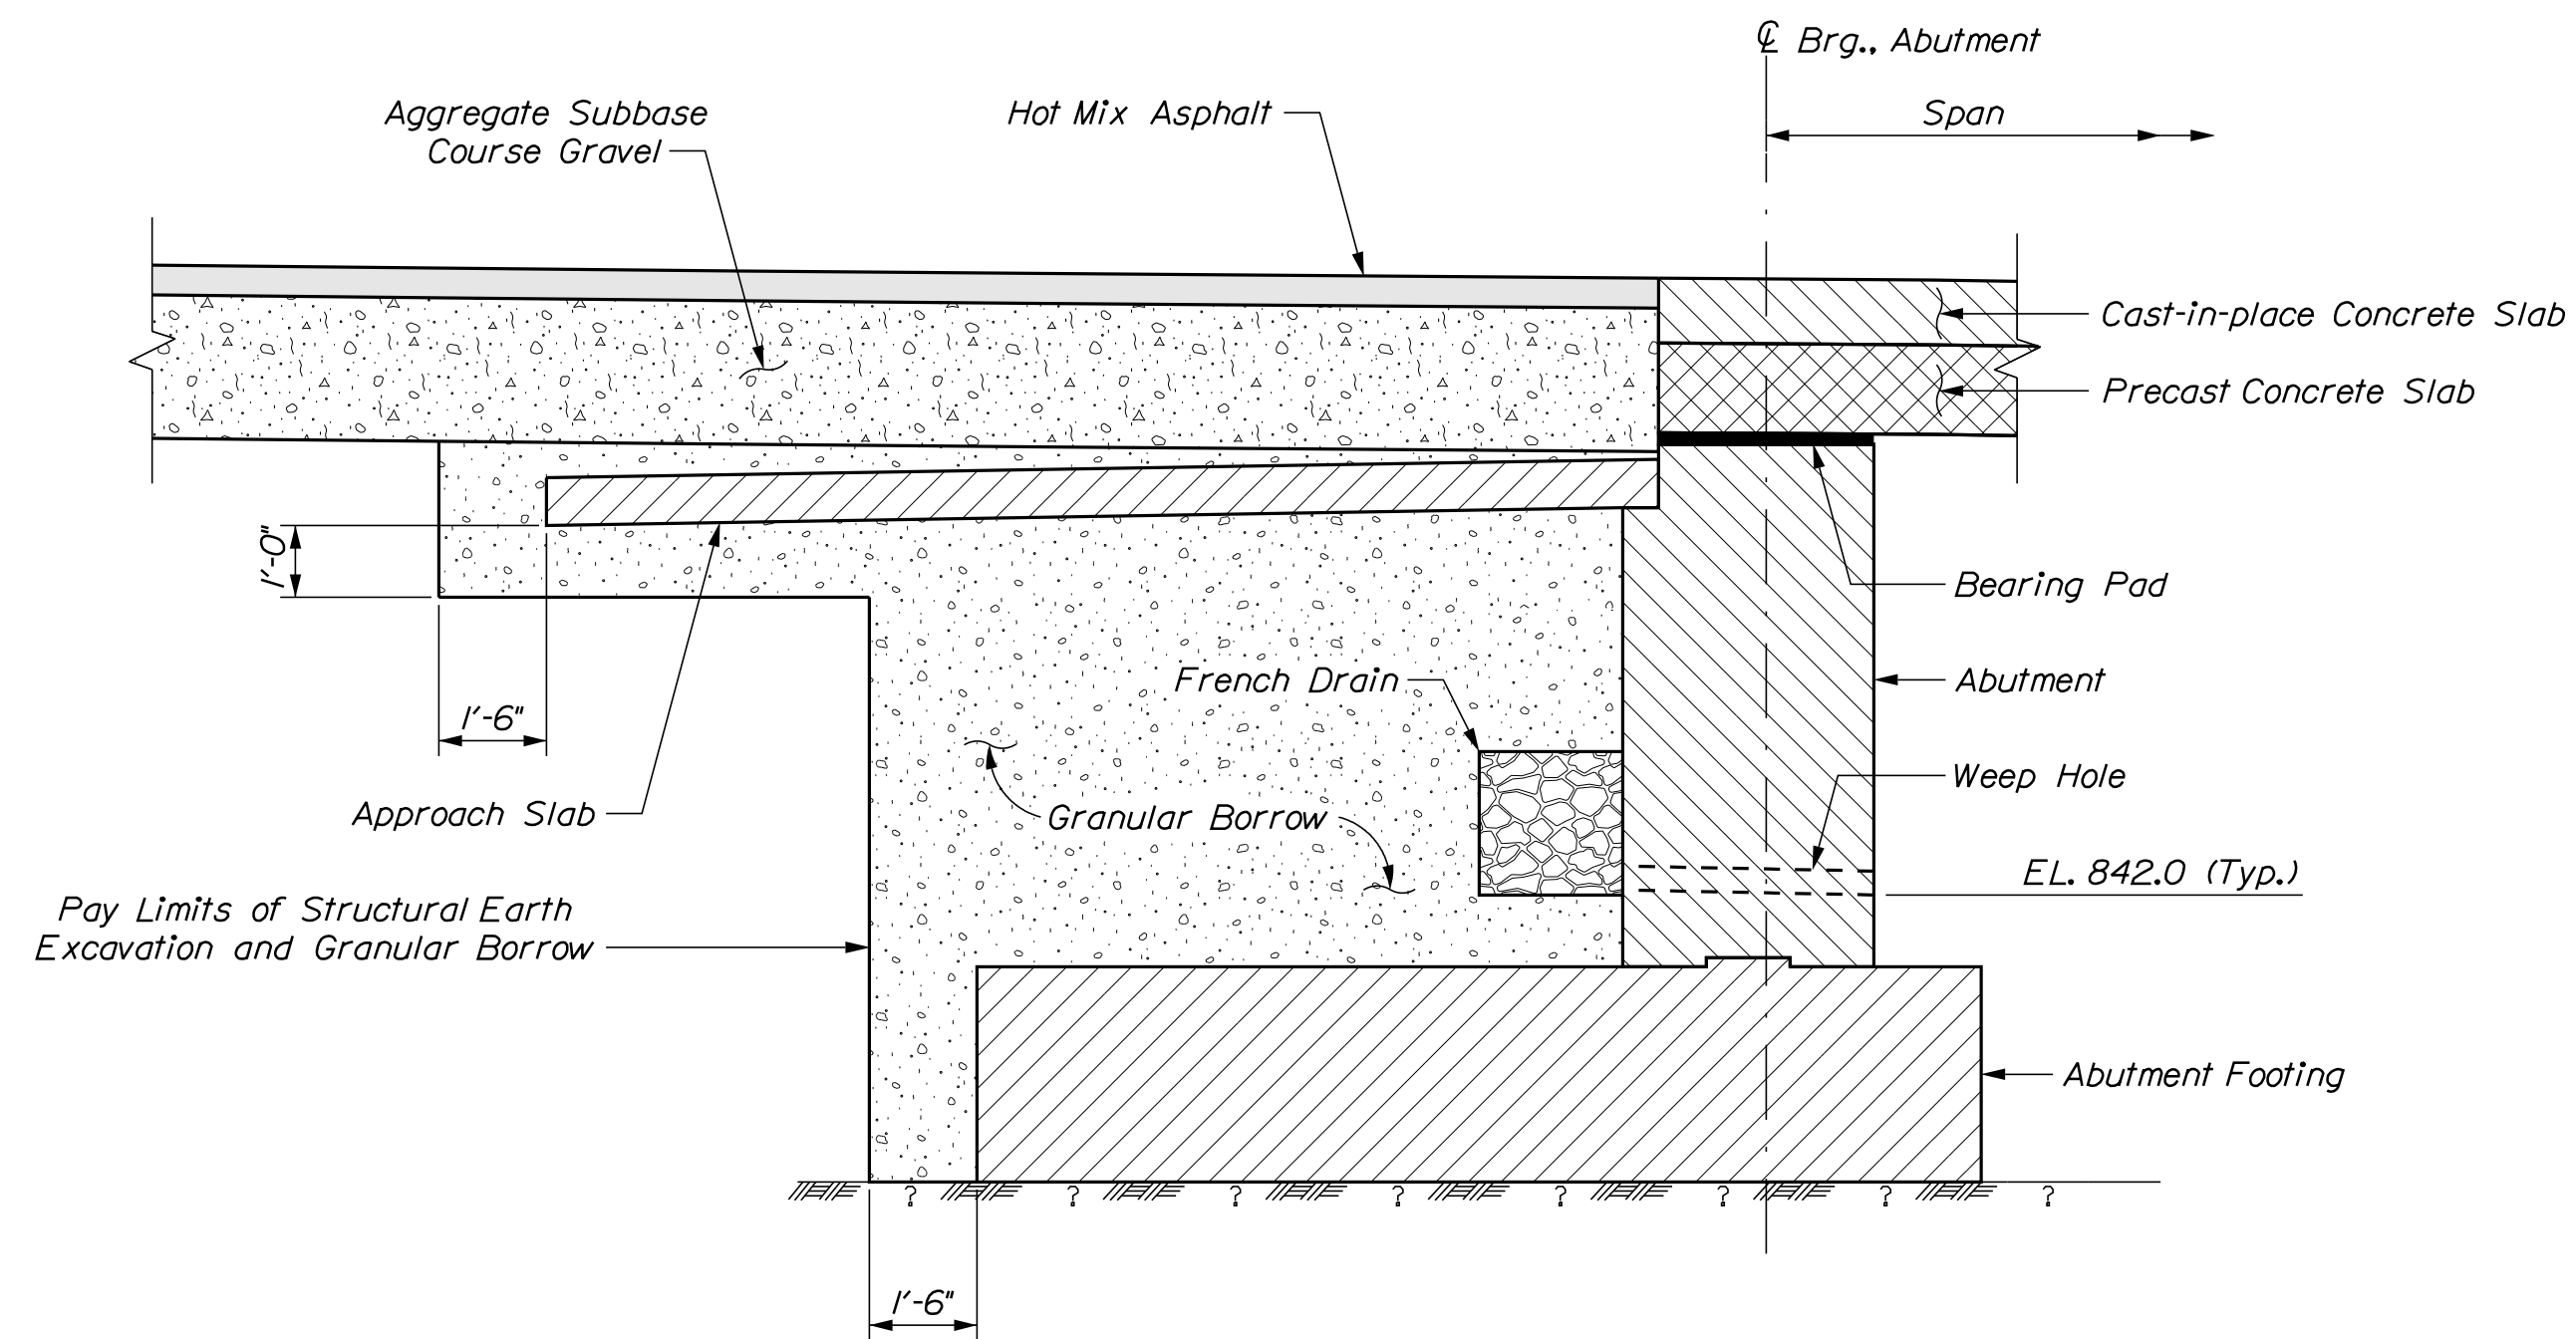 ℄ Brg., Abutment
Span
Aggregate Subbase
Course Gravel
Hot Mix Asphalt
Cast-in-place Concrete Slab
Precast Concrete Slab
1'-0"
Bearing Pad
French Drain
Abutment
1'-6"
Weep Hole
Approach Slab
Granular Borrow
EL. 842.0 (Typ.)
Pay Limits of Structural Earth
Excavation and Granular Borrow
Abutment Footing
? ? ? ? ? ? ? ?
1'-6"